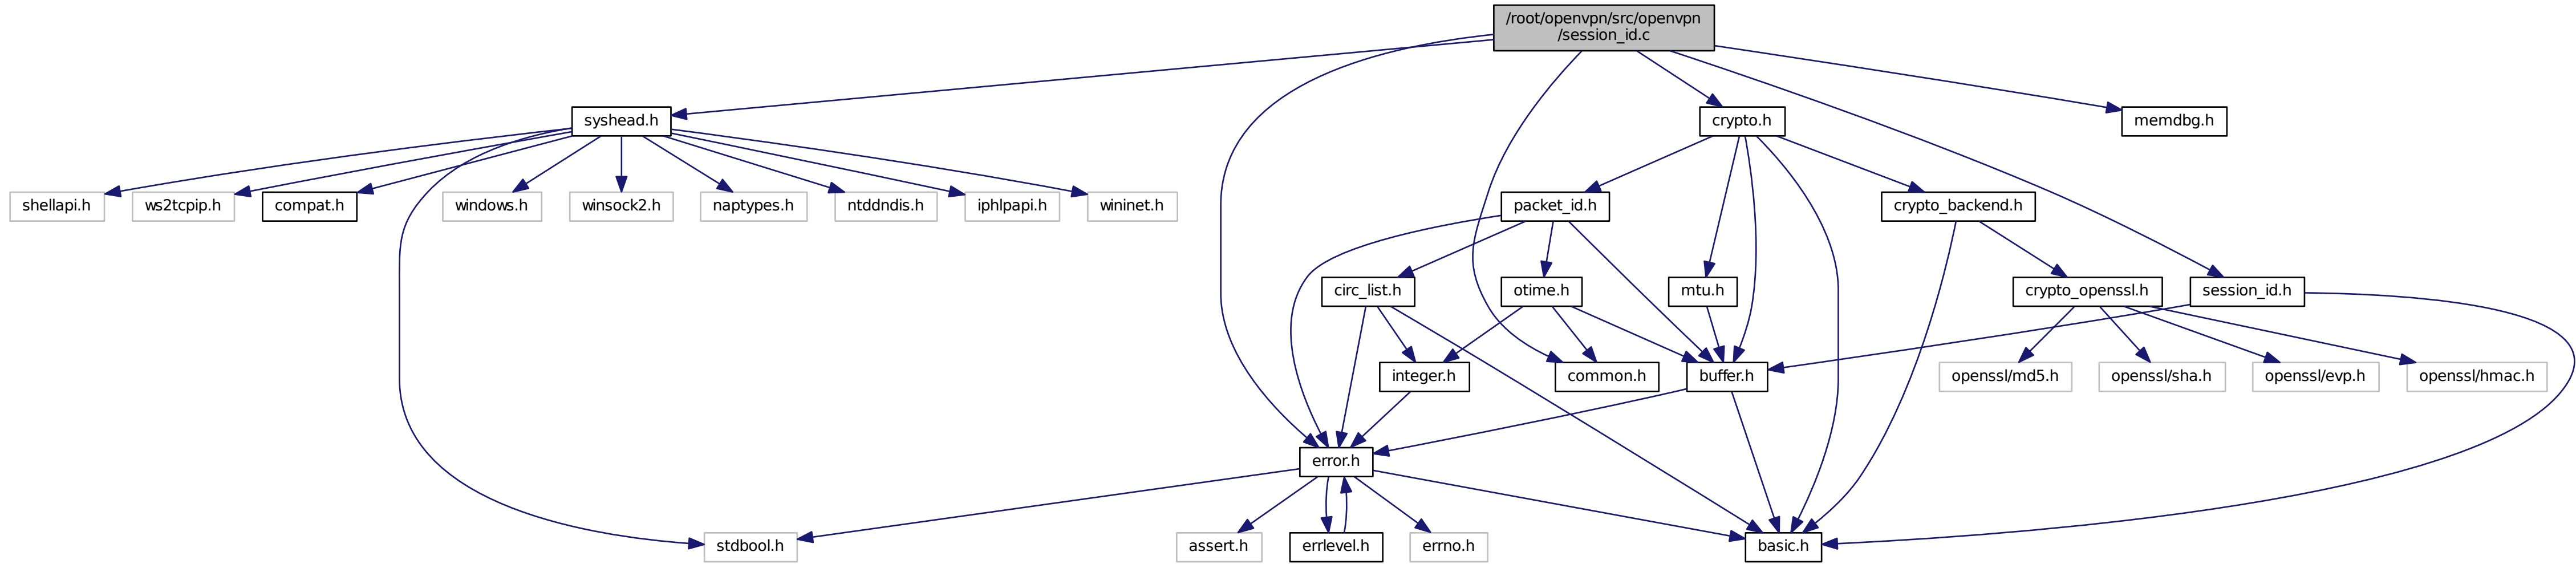 /root/openvpn/src/openvpn
/session_id.c
syshead.h
crypto.h
memdbg.h
shellapi.h
ws2tcpip.h
compat.h
windows.h
winsock2.h
naptypes.h
ntddndis.h
iphlpapi.h
wininet.h
packet_id.h
crypto_backend.h
circ_list.h
otime.h
mtu.h
crypto_openssl.h
session_id.h
integer.h
common.h
buffer.h
openssl/md5.h
openssl/sha.h
openssl/evp.h
openssl/hmac.h
error.h
stdbool.h
assert.h
errlevel.h
errno.h
basic.h